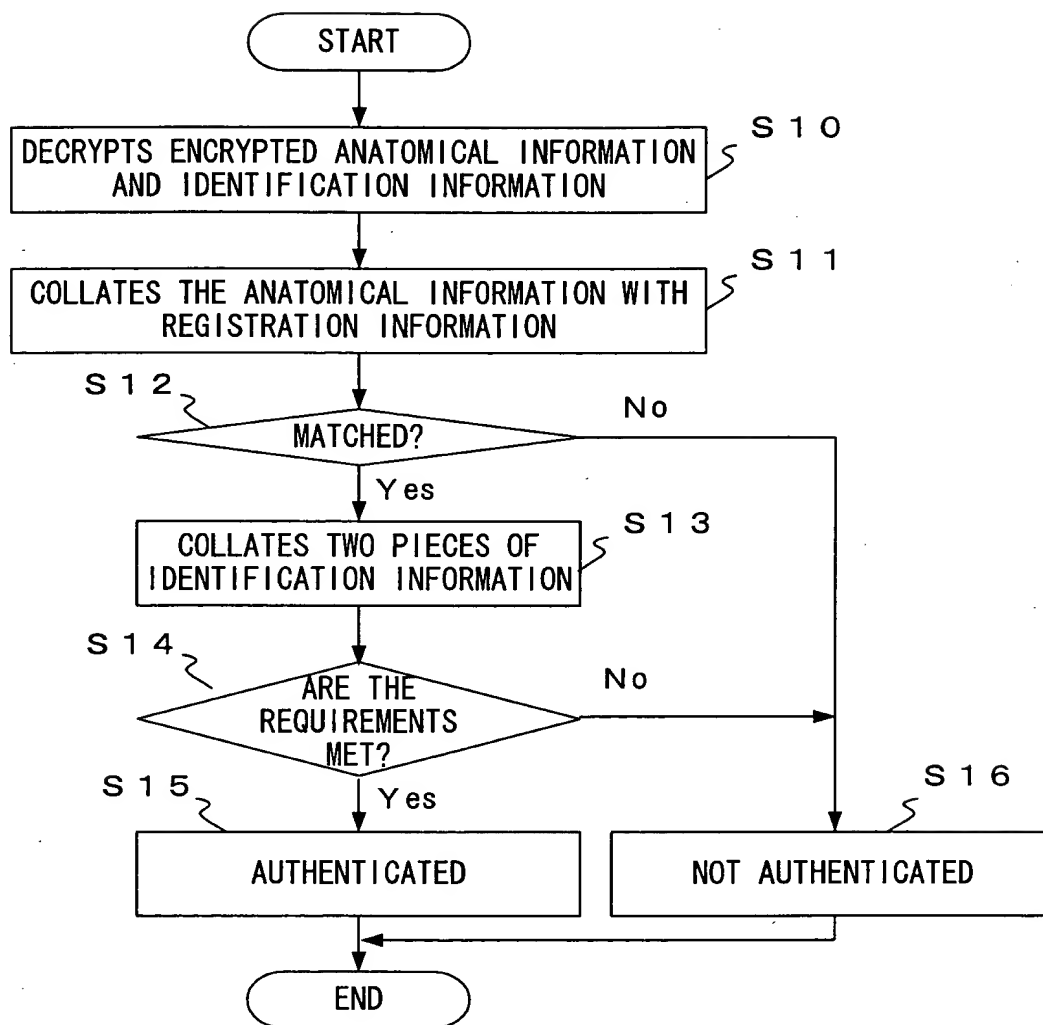 START
S10
DECRYPTS ENCRYPTED ANATOMICAL INFORMATION
AND IDENTIFICATION INFORMATION
S11
COLLATES THE ANATOMICAL INFORMATION WITH
REGISTRATION INFORMATION
S12
No
MATCHED?
Yes
S13
COLLATES TWO PIECES OF
IDENTIFICATION INFORMATION
S14
No
ARE THE
REQUIREMENTS
MET?
S15
Yes
S16
AUTHENTICATED
NOT AUTHENTICATED
END